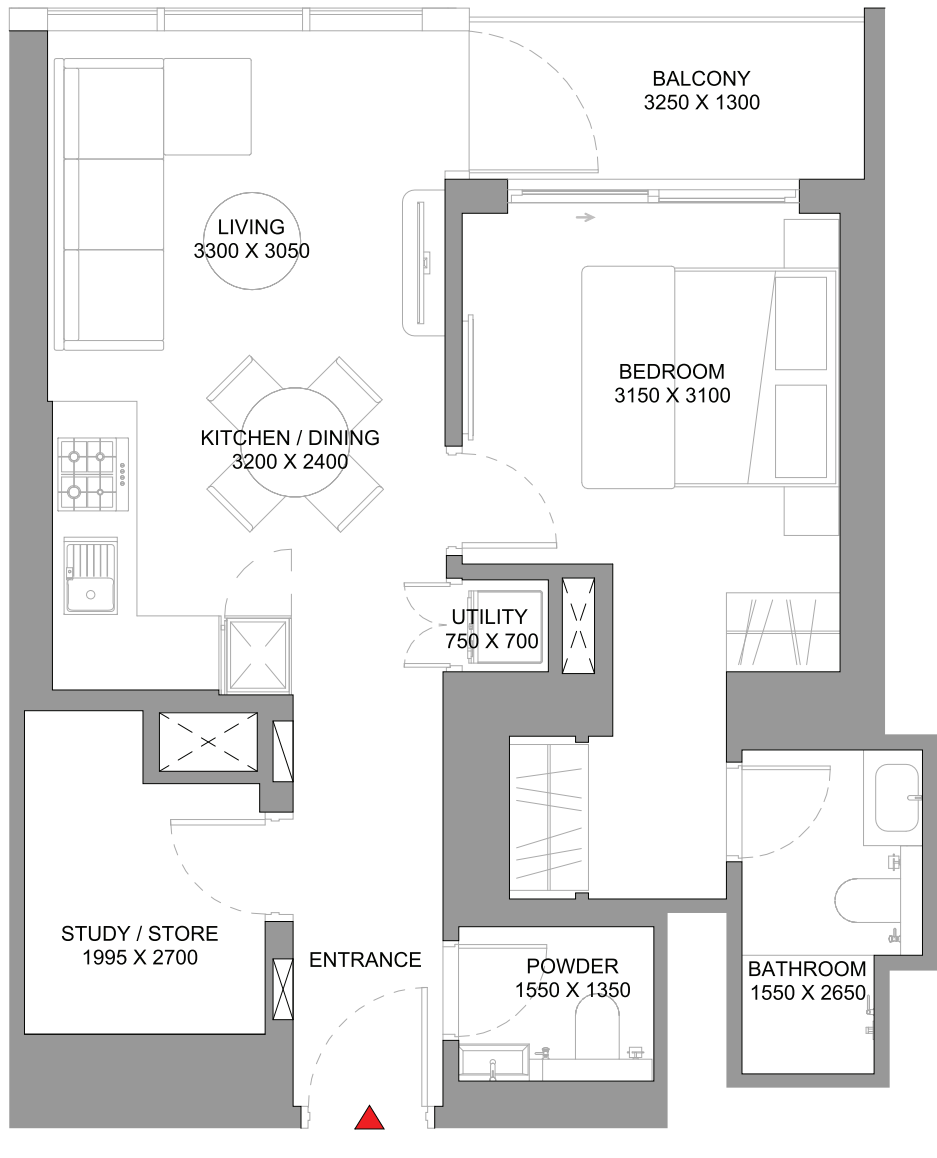 BALCONY
3250 X 1300
LIVING
3300 X 3050
BEDROOM
3150 X 3100
KITCHEN / DINING
3200 X 2400
UTILITY
750 X 700
STUDY / STORE
1995 X 2700
ENTRANCE
POWDER
1550 X 1350
BATHROOM
1550 X 2650